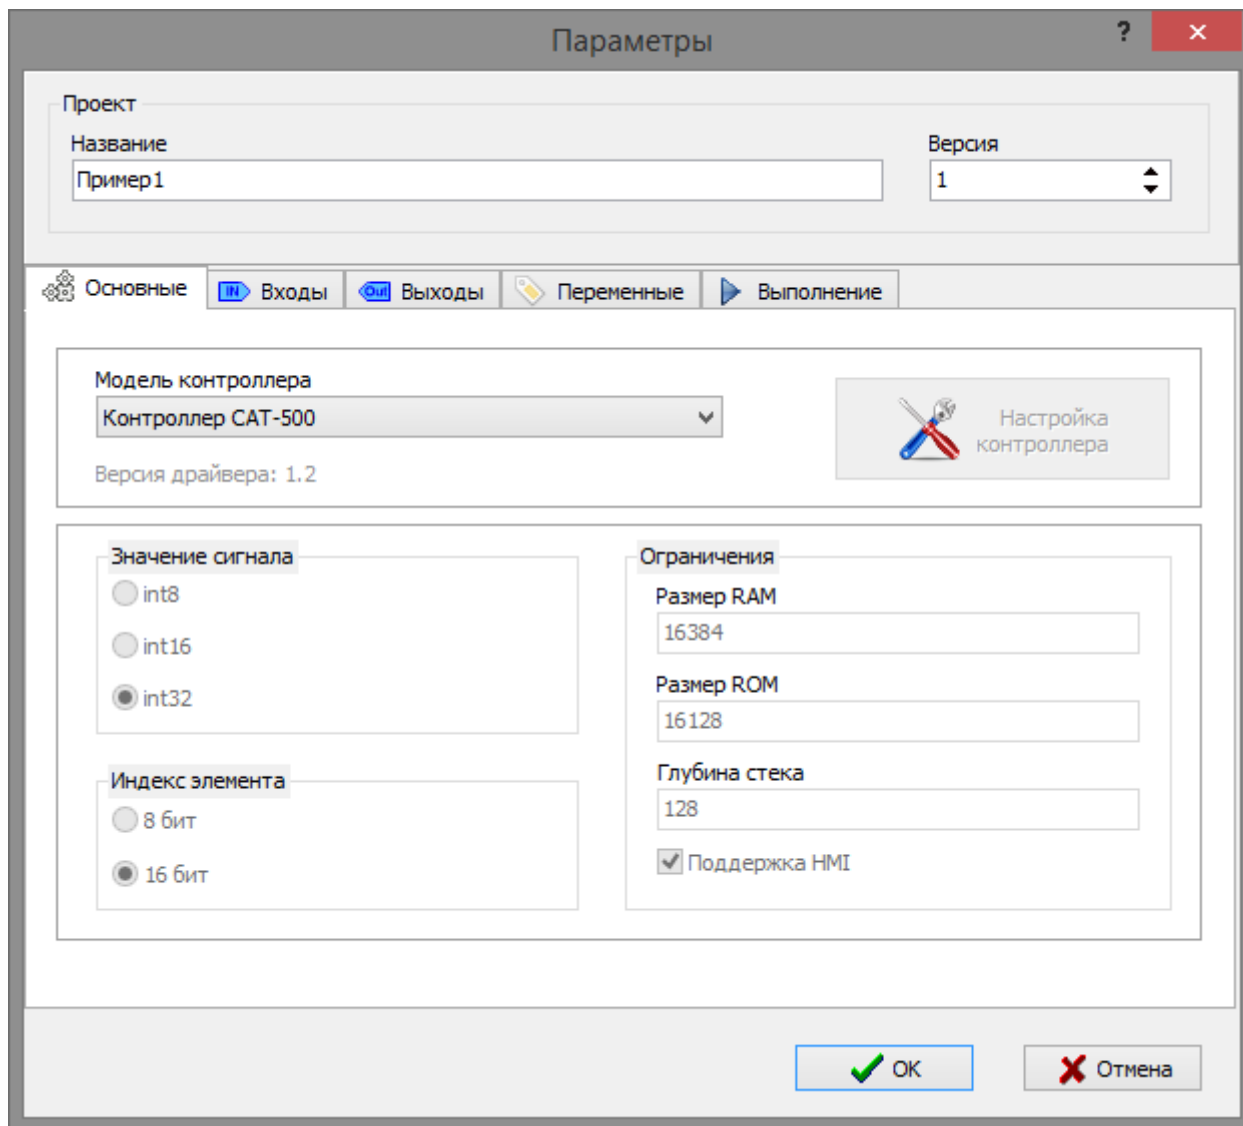 Параметры
?
Проект
Название
Версия
Пример1
1
Основные
IN Входы
Out Выходы
Переменные
Выполнение
Модель контроллера
Контроллер САТ-500
Версия драйвера: 1.2
Настройка
контроллера
Значение сигнала
int8
int16
int32
Индекс элемента
8 бит
16 бит
Ограничения
Размер RAM
16384
Размер ROM
16128
Глубина стека
128
Поддержка HMI
OK
Отмена